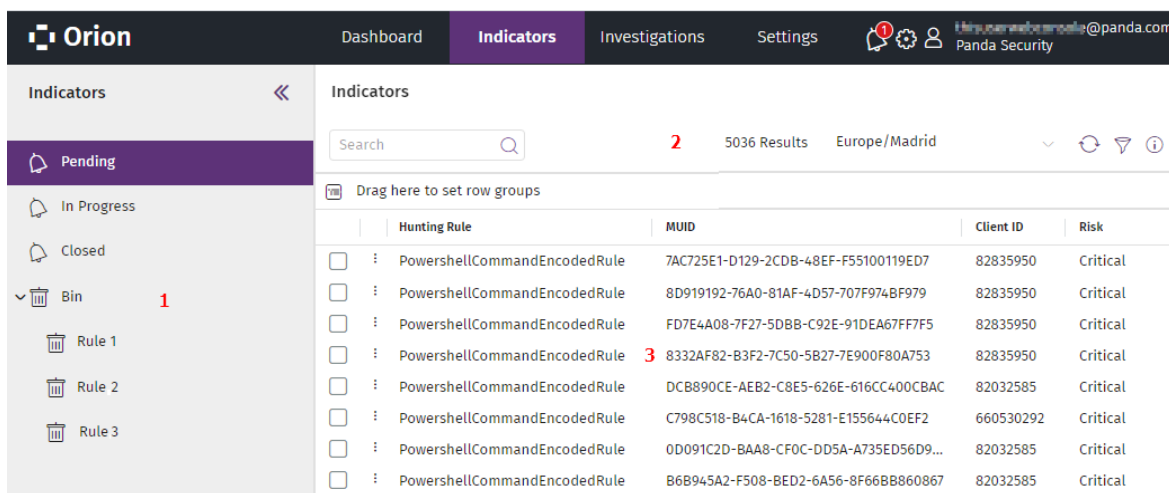 Orion
Dashboard Indicators Investigations Settings
1
@panda.com
Panda Security
Indicators
Pending
In Progress
Closed
Bin
1
Rule 1
Rule 2
Rule 3
Indicators
Search
2
5036 Results Europe/Madrid
Drag here to set row groups
Hunting Rule MUID Client ID Risk
PowershellCommandEncodedRule 7AC725E1-D129-2CDB-48EF-F55100119ED7 82835950 Critical
PowershellCommandEncodedRule 8D919192-76A0-81AF-4D57-707F974BF979 82835950 Critical
PowershellCommandEncodedRule FD7E4A08-7F27-5DBB-C92E-91DEA67FF7F5 82835950 Critical
PowershellCommandEncodedRule 3 8332AF82-B3F2-7C50-5B27-7E900F80A753 82835950 Critical
PowershellCommandEncodedRule DCB890CE-AEB2-C8E5-626E-616CC400CBAC 82032585 Critical
PowershellCommandEncodedRule C798C518-B4CA-1618-5281-E155644C0EF2 660530292 Critical
PowershellCommandEncodedRule 0D091C2D-BAA8-CF0C-DD5A-A735ED56D9... 82032585 Critical
PowershellCommandEncodedRule B6B945A2-F508-BED2-6A56-8F66BB860867 82032585 Critical